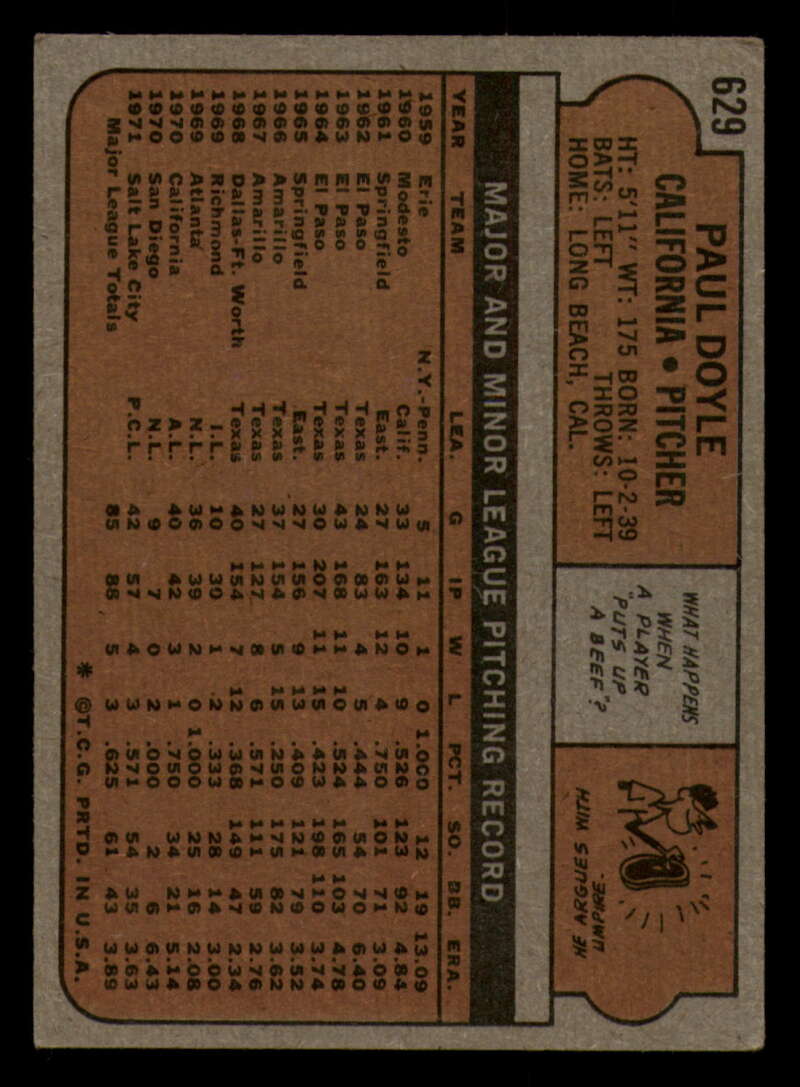 629
PAUL DOYLE
CALIFORNIA • PITCHER
HT: 5'11" WT: 175 BORN: 10-2-39
BATS: LEFT THROWS: LEFT
HOME: LONG BEACH, CAL.
WHAT HAPPENS
WHEN
A PLAYER
"PUTS UP
A BEEF"?
HE ARGUES WITH
UMPIRE.
MAJOR AND MINOR LEAGUE PITCHING RECORD
YEAR TEAM LEA. G IP W L PCT. SO. BB. ERA.
1959 Erie N.Y.-Penn. 5 11 1 0 1.000 12 19 13.09
1960 Modesto Calif. 33 134 10 9 .526 123 92 4.84
1961 Springfield East. 27 163 12 4 .750 101 71 3.09
1962 El Paso Texas 24 83 4 5 .444 54 70 6.40
1963 El Paso Texas 43 168 11 10 .524 165 103 4.78
1964 El Paso Texas 30 207 11 15 .423 198 110 3.74
1965 Springfield East. 27 156 9 13 .409 121 79 3.52
1966 Amarillo Texas 37 154 5 15 .250 175 82 3.62
1967 Amarillo Texas 27 127 8 6 .571 111 59 2.76
1968 Dallas-Ft. Worth Texas 40 154 7 12 .368 149 47 2.34
1969 Richmond I.L. 10 30 1 2 .333 28 14 3.00
1969 Atlanta N.L. 36 39 2 0 1.000 25 16 2.08
1970 California A.L. 40 42 3 1 .750 34 21 5.14
1970 San Diego N.L. 9 7 0 2 .000 2 6 6.43
1971 Salt Lake City P.C.L. 42 57 4 3 .571 54 35 3.63
Major League Totals 85 88 5 3 .625 61 43 3.89
* ©T.C.G. PRTD. IN U.S.A.